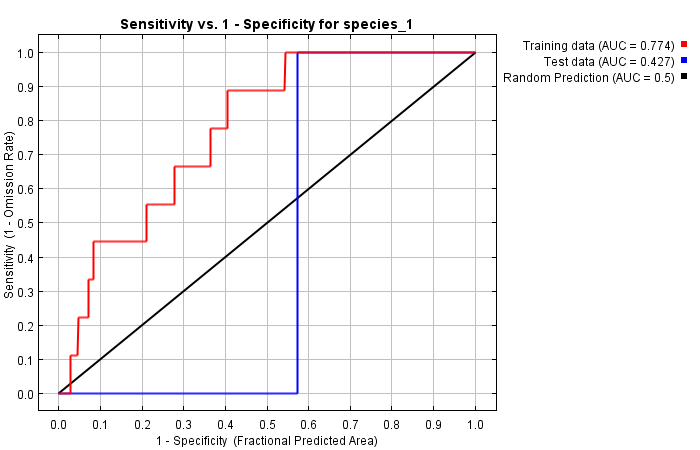 Sensitivity vs. 1 - Specificity for species_1
Training data (AUC = 0.774)
Test data (AUC = 0.427)
Random Prediction (AUC = 0.5)
Sensitivity (1 - Omission Rate)
1.0
0.9
0.8
0.7
0.6
0.5
0.4
0.3
0.2
0.1
0.0
0.0 0.1 0.2 0.3 0.4 0.5 0.6 0.7 0.8 0.9 1.0
1 - Specificity (Fractional Predicted Area)